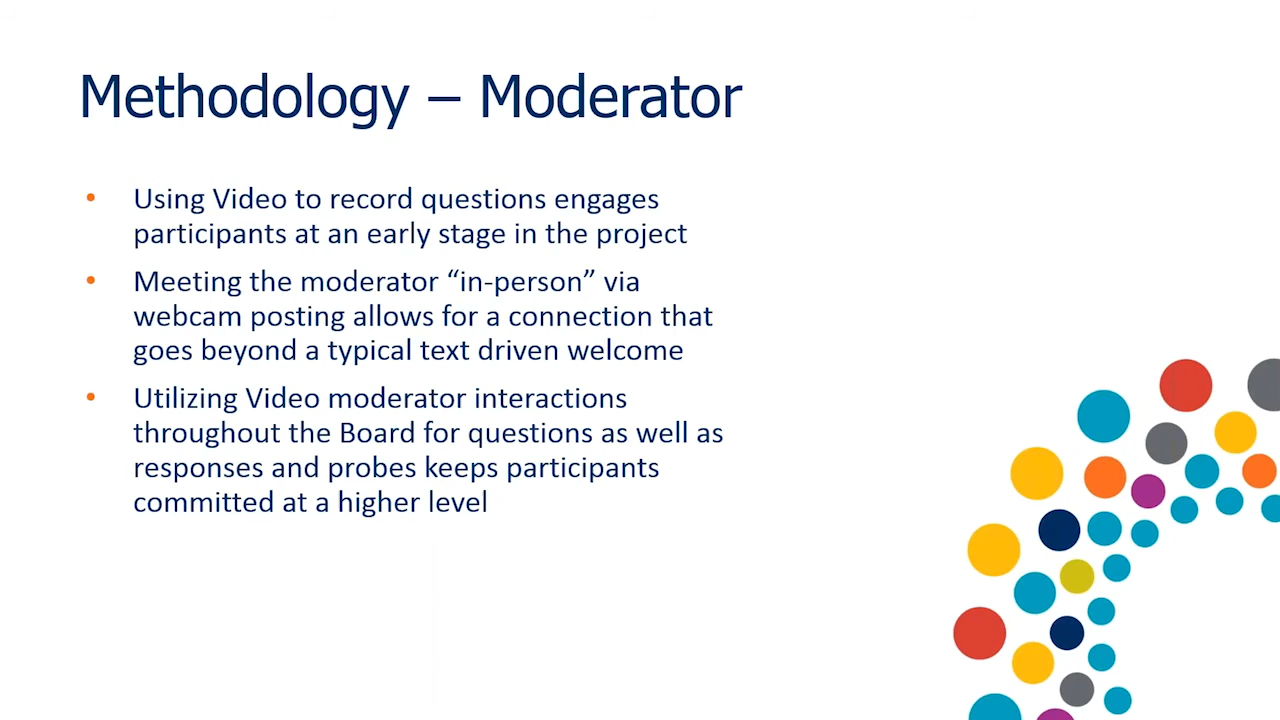 Methodology – Moderator
• Using Video to record questions engages
participants at an early stage in the project
• Meeting the moderator “in-person” via
webcam posting allows for a connection that
goes beyond a typical text driven welcome
• Utilizing Video moderator interactions
throughout the Board for questions as well as
responses and probes keeps participants
committed at a higher level